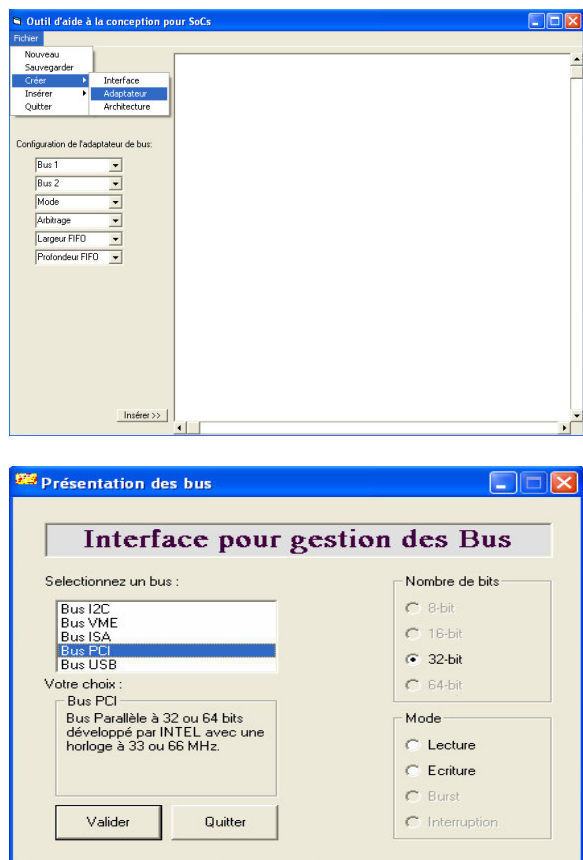 Outil d'aide à la conception pour SoCs
Fichier
Nouveau
Sauvegarder
Créer
Insérer
Quitter
Interface
Adaptateur
Architecture
Configuration de l'adaptateur de bus:
Bus 1
Bus 2
Mode
Arbitrage
Largeur FIFO
Profondeur FIFO
Insérer >>
Présentation des bus
Interface pour gestion des Bus
Selectionnez un bus :
Bus I2C
Bus VME
Bus ISA
Bus PCI
Bus USB
Votre choix :
Bus PCI
Bus Parallèle à 32 ou 64 bits
développé par INTEL avec une
horloge à 33 ou 66 MHz.
Valider
Quitter
Nombre de bits
8-bit
16-bit
32-bit
64-bit
Mode
Lecture
Ecriture
Burst
Interruption